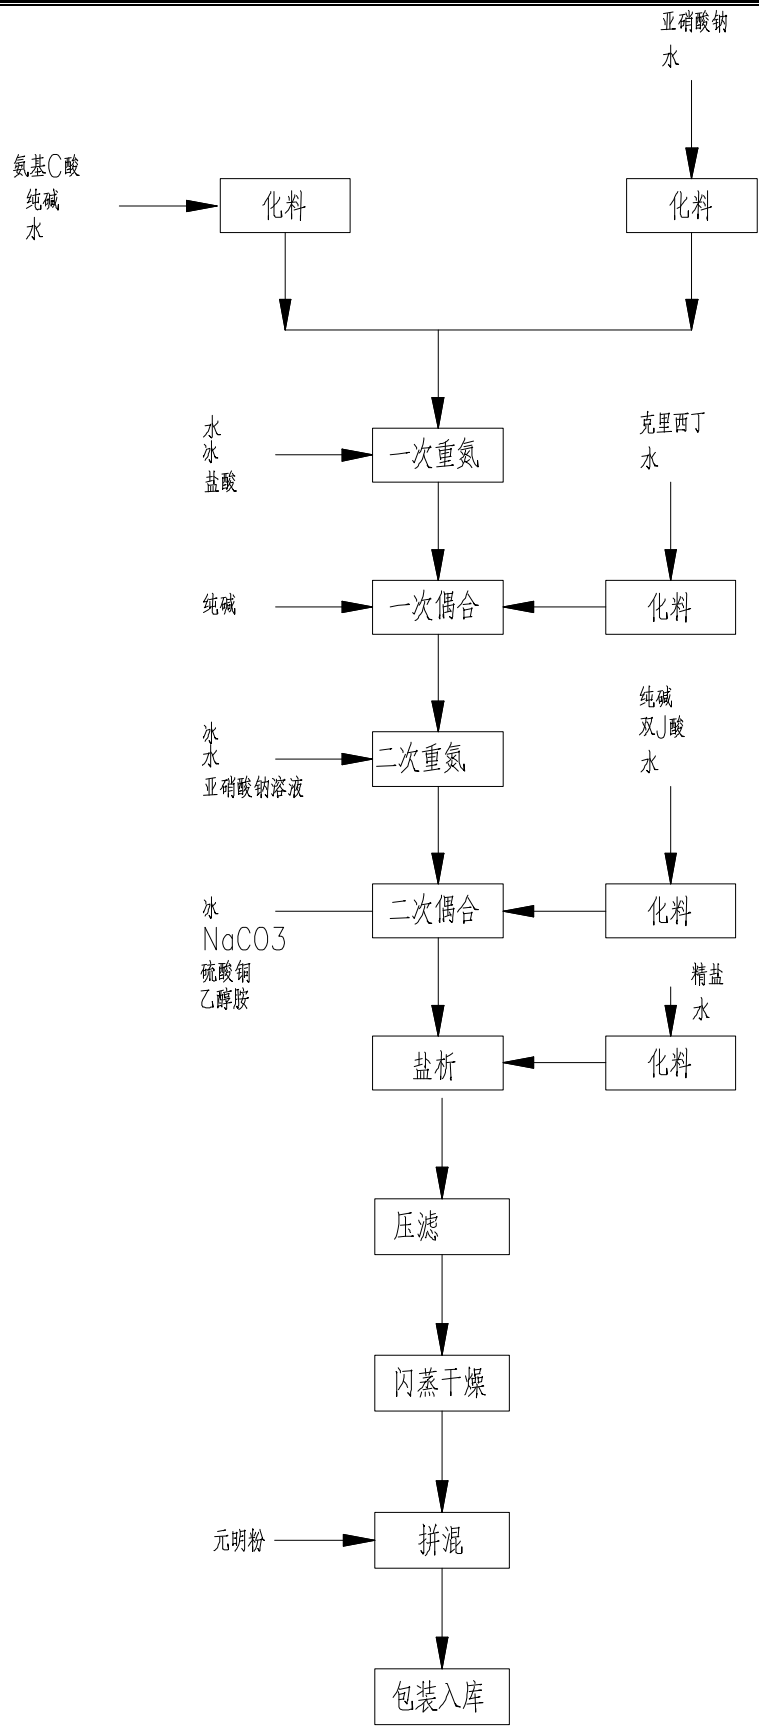 亚硝酸钠
水
氨基C酸
纯碱
水
化料
化料
水
冰
盐酸
一次重氮
克里西丁
水
纯碱
一次偶合
化料
冰
水
亚硝酸钠溶液
二次重氮
纯碱
双J酸
水
冰
NaCO3
硫酸铜
乙醇胺
二次偶合
化料
精盐
水
盐析
化料
压滤
闪蒸干燥
元明粉
拼混
包装入库